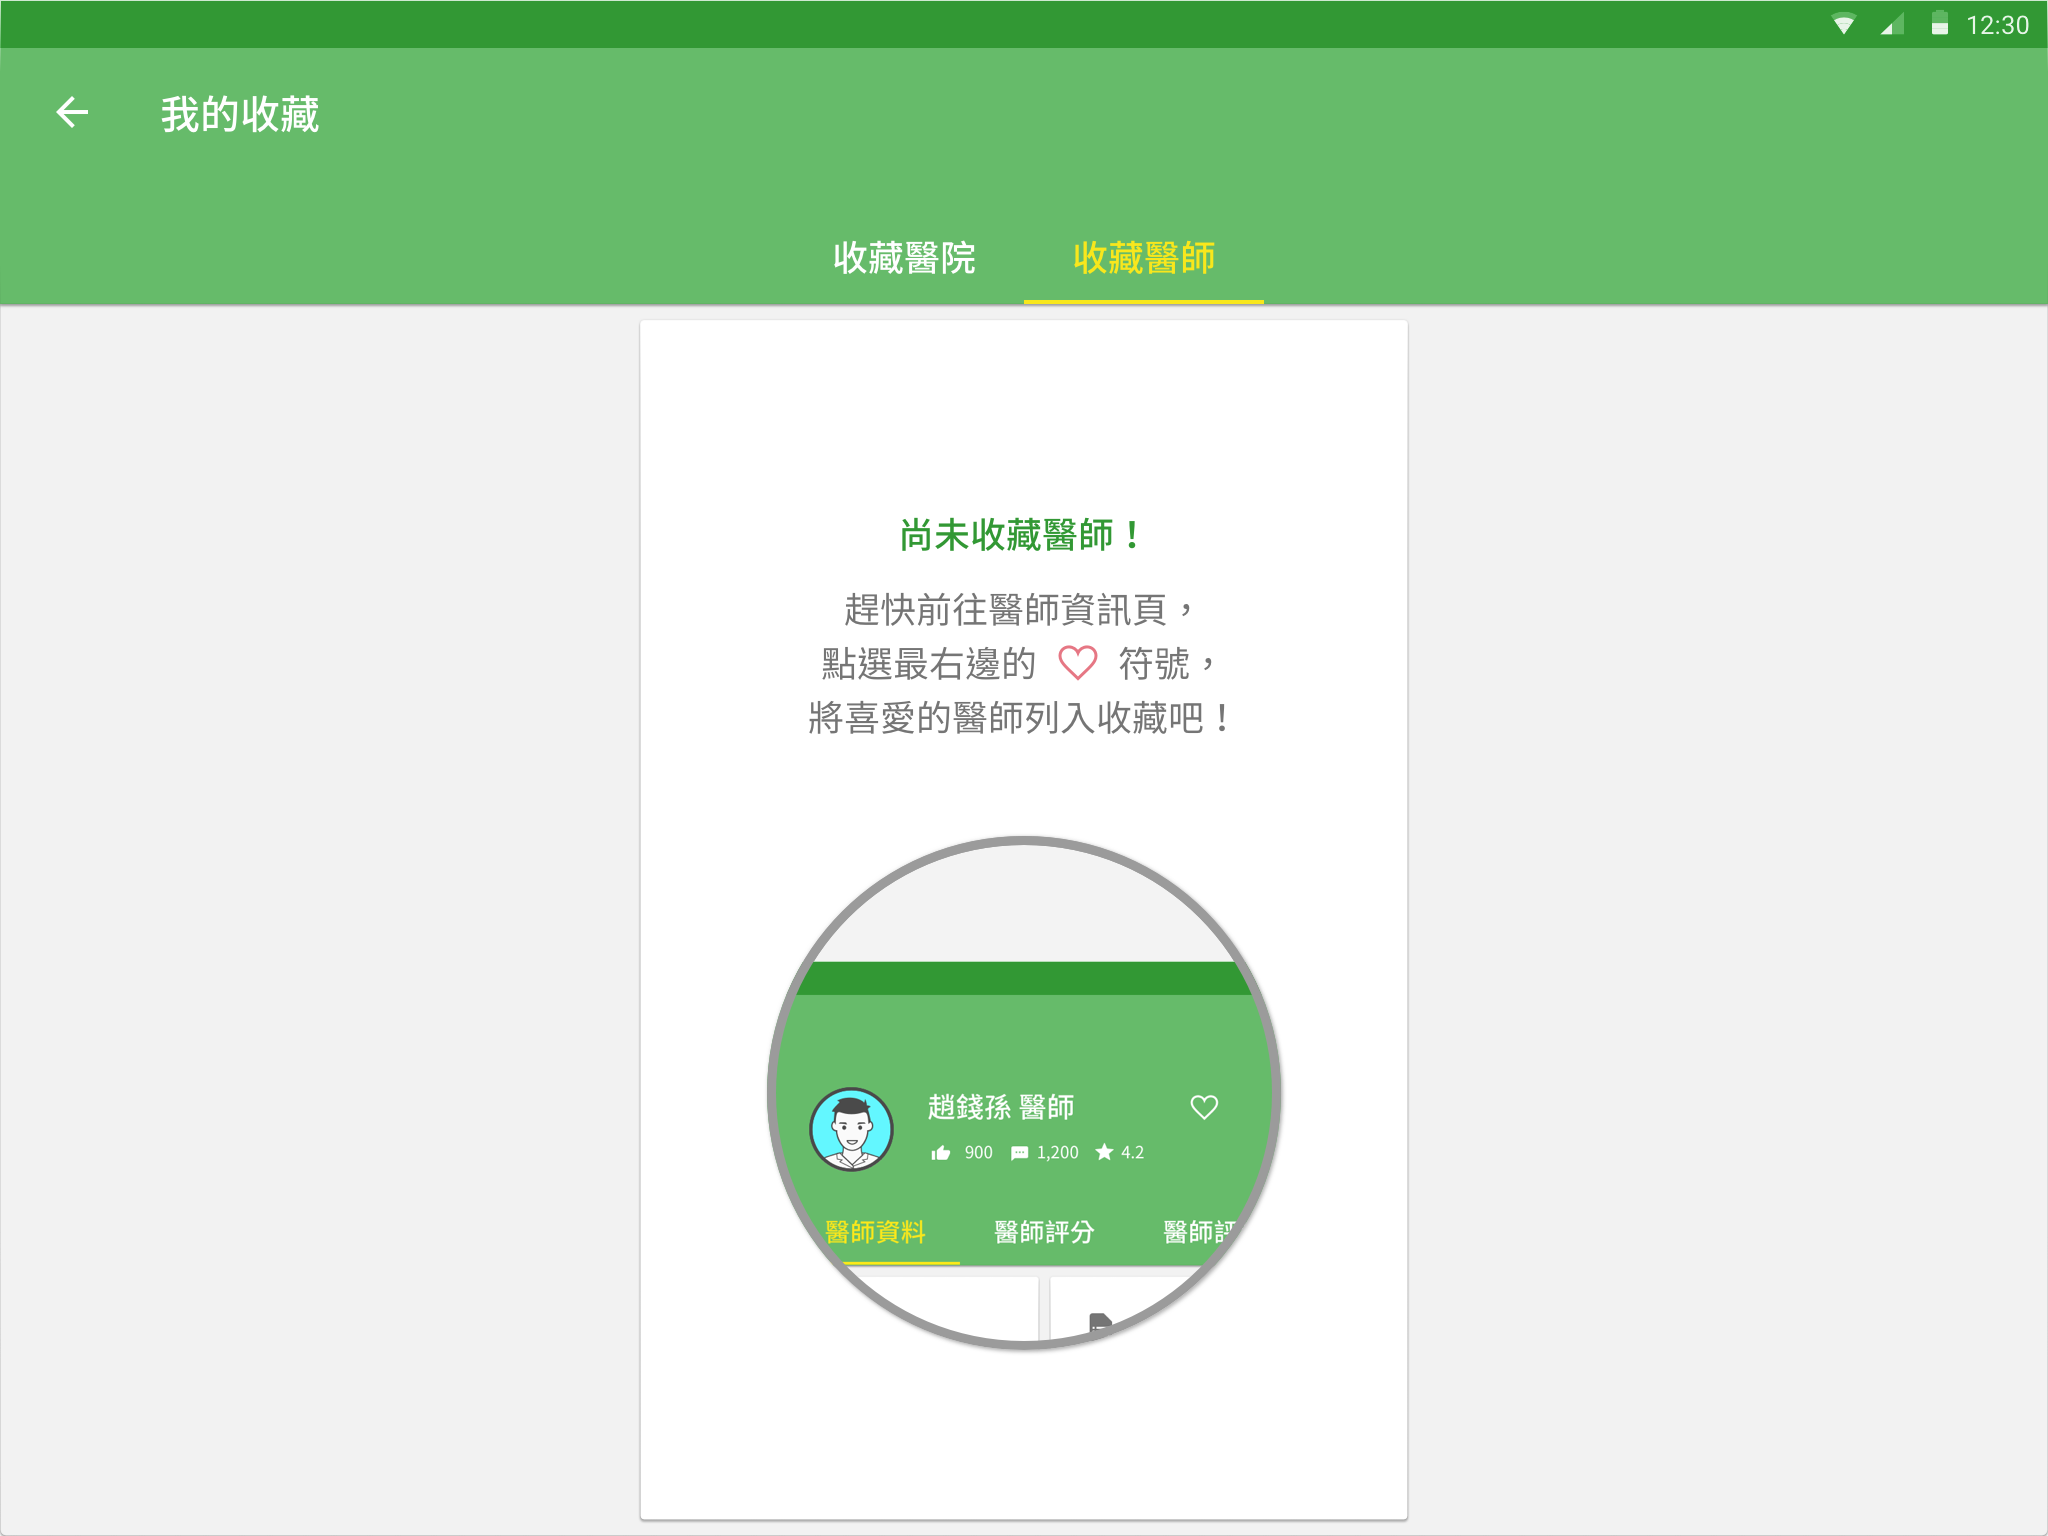 12:30
我的收藏
收藏醫院
收藏醫師
尚未收藏醫師！
趕快前往醫師資訊頁，
點選最右邊的 ♡ 符號，
將喜愛的醫師列入收藏吧！
趙錢孫 醫師
900 1,200 4.2
醫師資料
醫師評分
醫師評